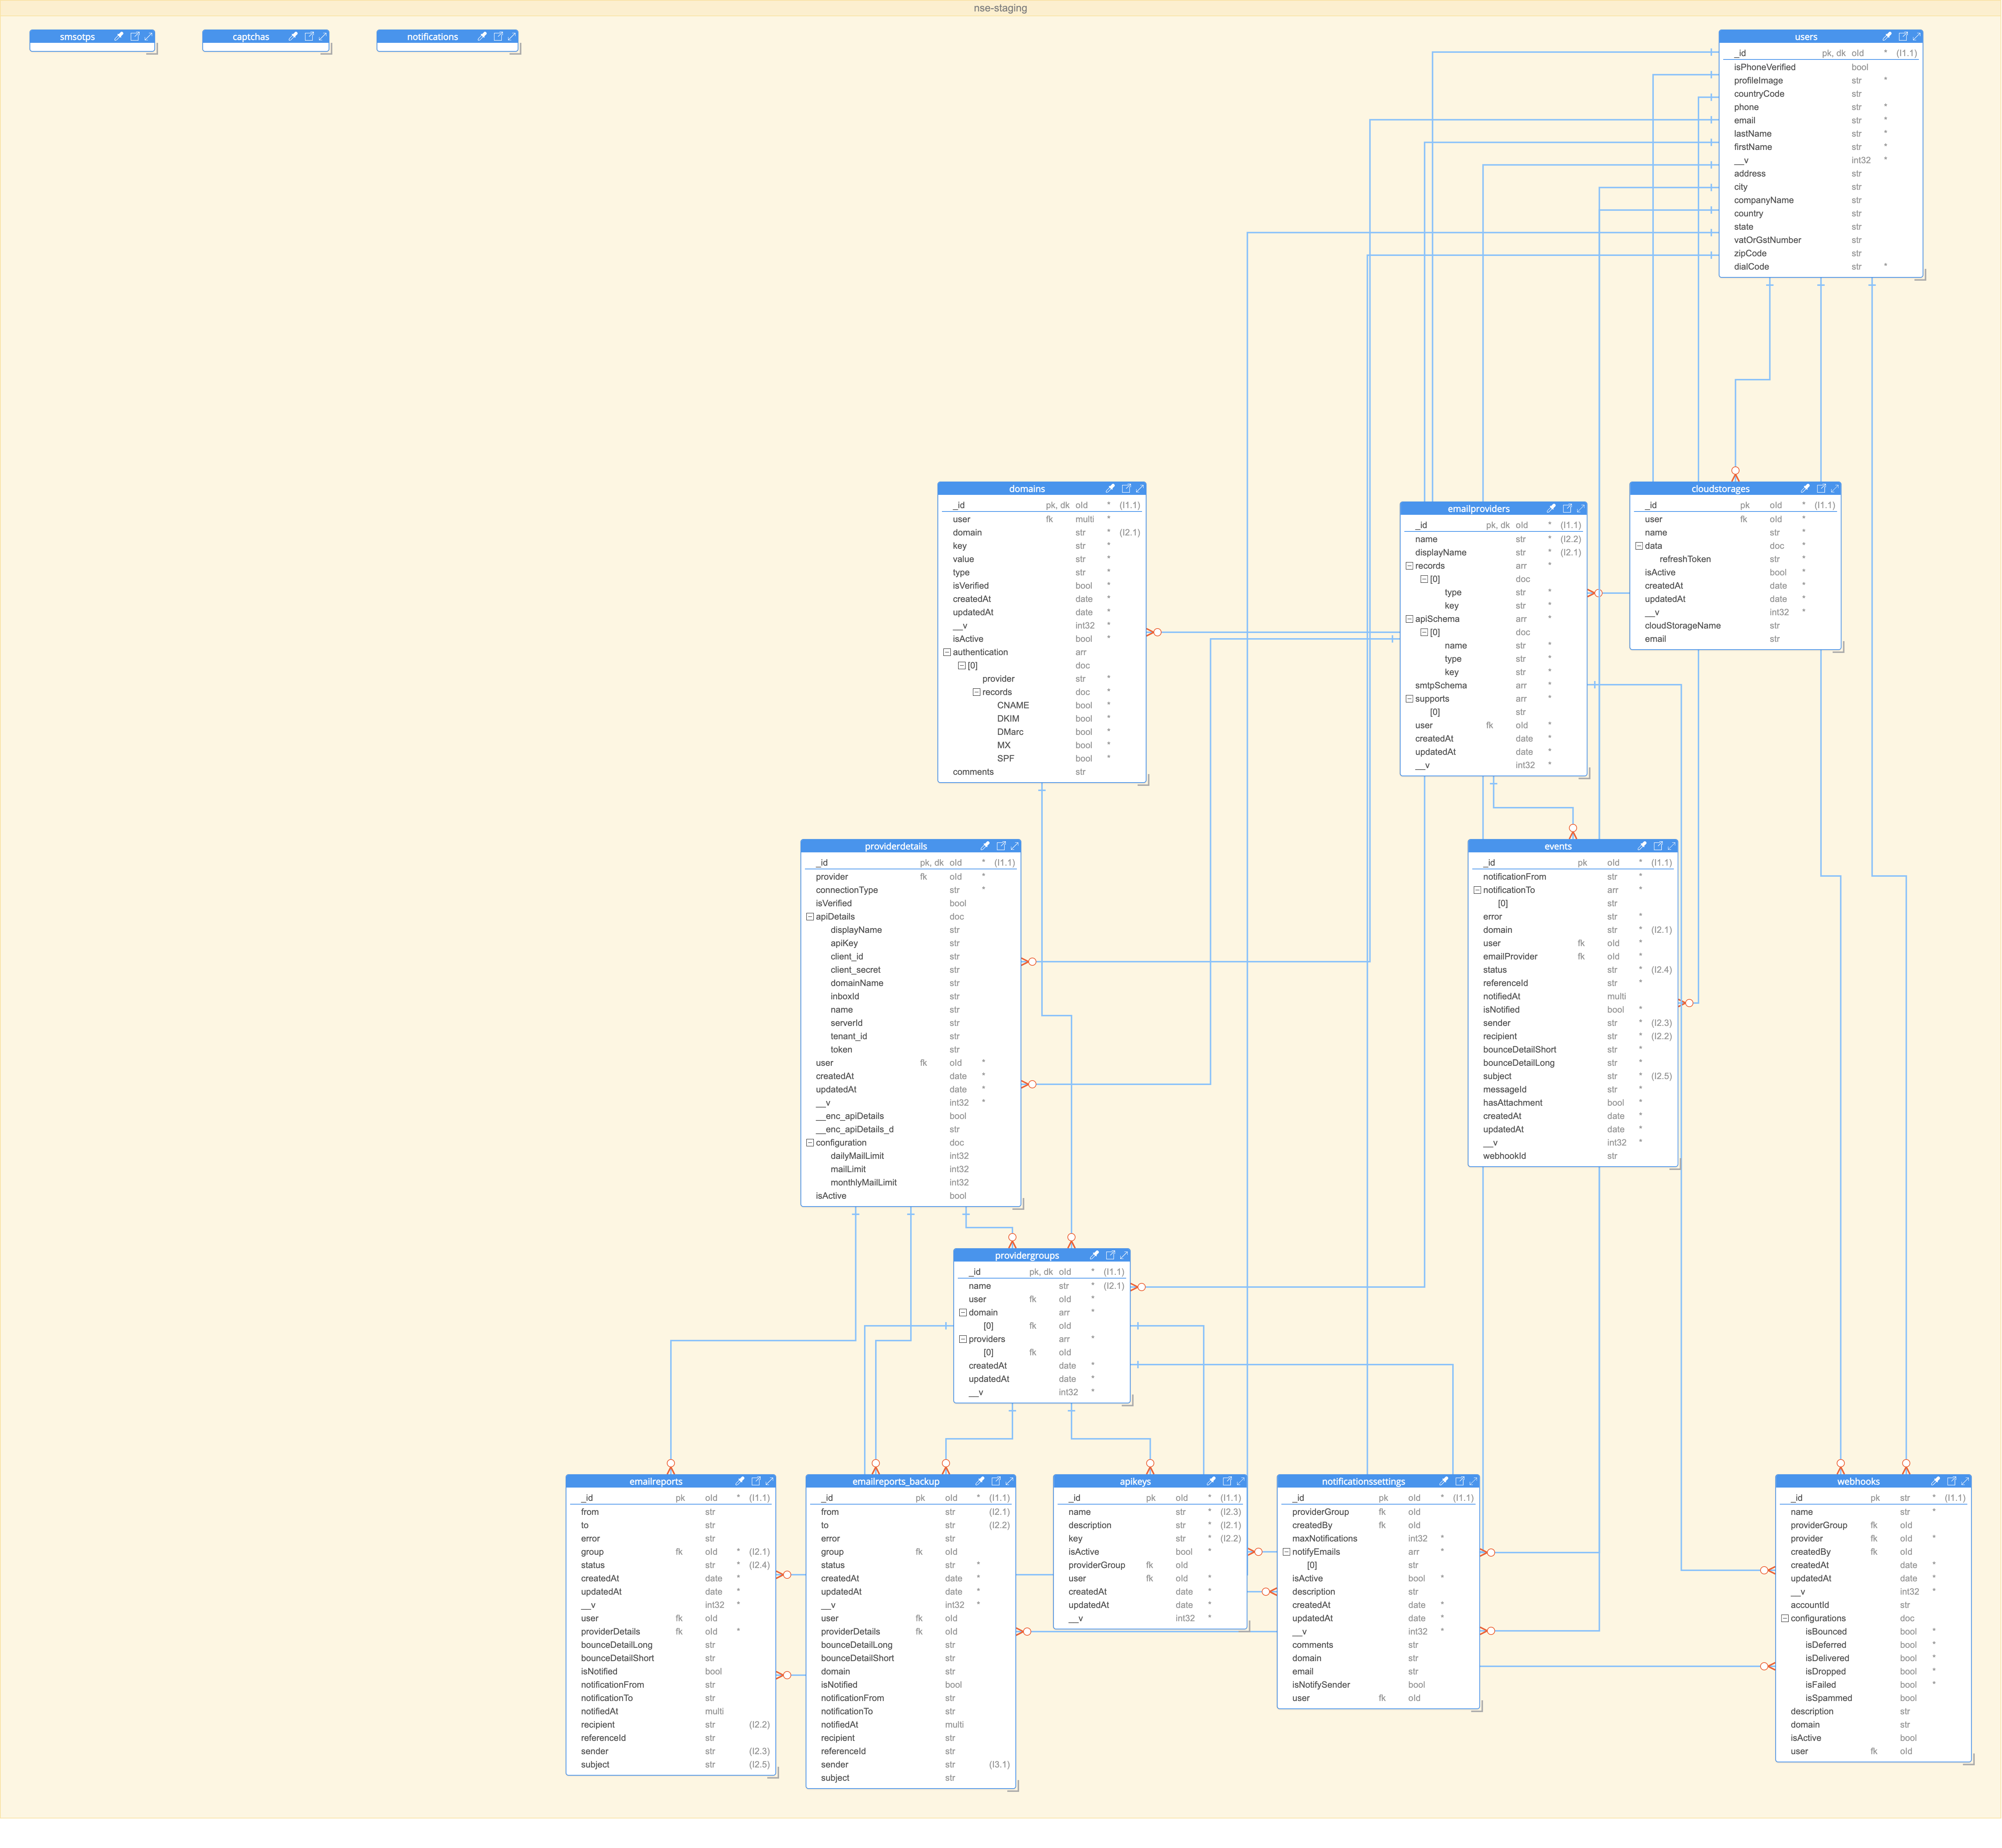 nse-staging
smsotps
captchas
notifications
users
_id pk, dk oId * (I1.1)
isPhoneVerified bool
profileImage str *
countryCode str
phone str *
email str *
lastName str *
firstName str *
__v int32 *
address str
city str
companyName str
country str
state str
vatOrGstNumber str
zipCode str
dialCode str *
domains
_id pk, dk oId * (I1.1)
user fk multi *
domain str * (I2.1)
key str *
value str *
type str *
isVerified bool *
createdAt date *
updatedAt date *
__v int32 *
isActive bool *
authentication arr
[0] doc
provider str *
records doc *
CNAME bool *
DKIM bool *
DMarc bool *
MX bool *
SPF bool *
comments str
emailproviders
_id pk, dk oId * (I1.1)
name str * (I2.2)
displayName str * (I2.1)
records arr *
[0] doc
type str *
key str *
apiSchema arr *
[0] doc
name str *
type str *
key str *
smtpSchema arr *
supports arr *
[0] str
user fk oId *
createdAt date *
updatedAt date *
__v int32 *
cloudstorages
_id pk oId * (I1.1)
user fk oId *
name str *
data doc *
refreshToken str *
isActive bool *
createdAt date *
updatedAt date *
__v int32 *
cloudStorageName str
email str
providerdetails
_id pk, dk oId * (I1.1)
provider fk oId *
connectionType str *
isVerified bool
apiDetails doc
displayName str
apiKey str
client_id str
client_secret str
domainName str
inboxId str
name str
serverId str
tenant_id str
token str
user fk oId *
createdAt date *
updatedAt date *
__v int32 *
__enc_apiDetails bool
__enc_apiDetails_d str
configuration doc
dailyMailLimit int32
mailLimit int32
monthlyMailLimit int32
isActive bool
events
_id pk oId * (I1.1)
notificationFrom str *
notificationTo arr *
[0] str
error str *
domain str * (I2.1)
user fk oId *
emailProvider fk oId *
status str * (I2.4)
referenceId str *
notifiedAt multi
isNotified bool *
sender str * (I2.3)
recipient str * (I2.2)
bounceDetailShort str *
bounceDetailLong str *
subject str * (I2.5)
messageId str *
hasAttachment bool *
createdAt date *
updatedAt date *
__v int32 *
webhookId str
providergroups
_id pk, dk oId * (I1.1)
name str * (I2.1)
user fk oId *
domain arr *
[0] fk oId
providers arr *
[0] fk oId
createdAt date *
updatedAt date *
__v int32 *
emailreports
_id pk oId * (I1.1)
from str
to str
error str
group fk oId * (I2.1)
status str * (I2.4)
createdAt date *
updatedAt date *
__v int32 *
user fk oId
providerDetails fk oId *
bounceDetailLong str
bounceDetailShort str
isNotified bool
notificationFrom str
notificationTo str
notifiedAt multi
recipient str (I2.2)
referenceId str
sender str (I2.3)
subject str (I2.5)
emailreports_backup
_id pk oId * (I1.1)
from str (I2.1)
to str (I2.2)
error str
group fk oId
status str *
createdAt date *
updatedAt date *
__v int32 *
user fk oId
providerDetails fk oId
bounceDetailLong str
bounceDetailShort str
domain str
isNotified bool
notificationFrom str
notificationTo str
notifiedAt multi
recipient str
referenceId str
sender str (I3.1)
subject str
apikeys
_id pk oId * (I1.1)
name str * (I2.3)
description str * (I2.1)
key str * (I2.2)
isActive bool *
providerGroup fk oId
user fk oId *
createdAt date *
updatedAt date *
__v int32 *
notificationssettings
_id pk oId * (I1.1)
providerGroup fk oId
createdBy fk oId
maxNotifications int32 *
notifyEmails arr *
[0] str
isActive bool *
description str
createdAt date *
updatedAt date *
__v int32 *
comments str
domain str
email str
isNotifySender bool
user fk oId
webhooks
_id pk str * (I1.1)
name str *
providerGroup fk oId
provider fk oId *
createdBy fk oId
createdAt date *
updatedAt date *
__v int32 *
accountId str
configurations doc
isBounced bool *
isDeferred bool *
isDelivered bool *
isDropped bool *
isFailed bool *
isSpammed bool
description str
domain str
isActive bool
user fk oId